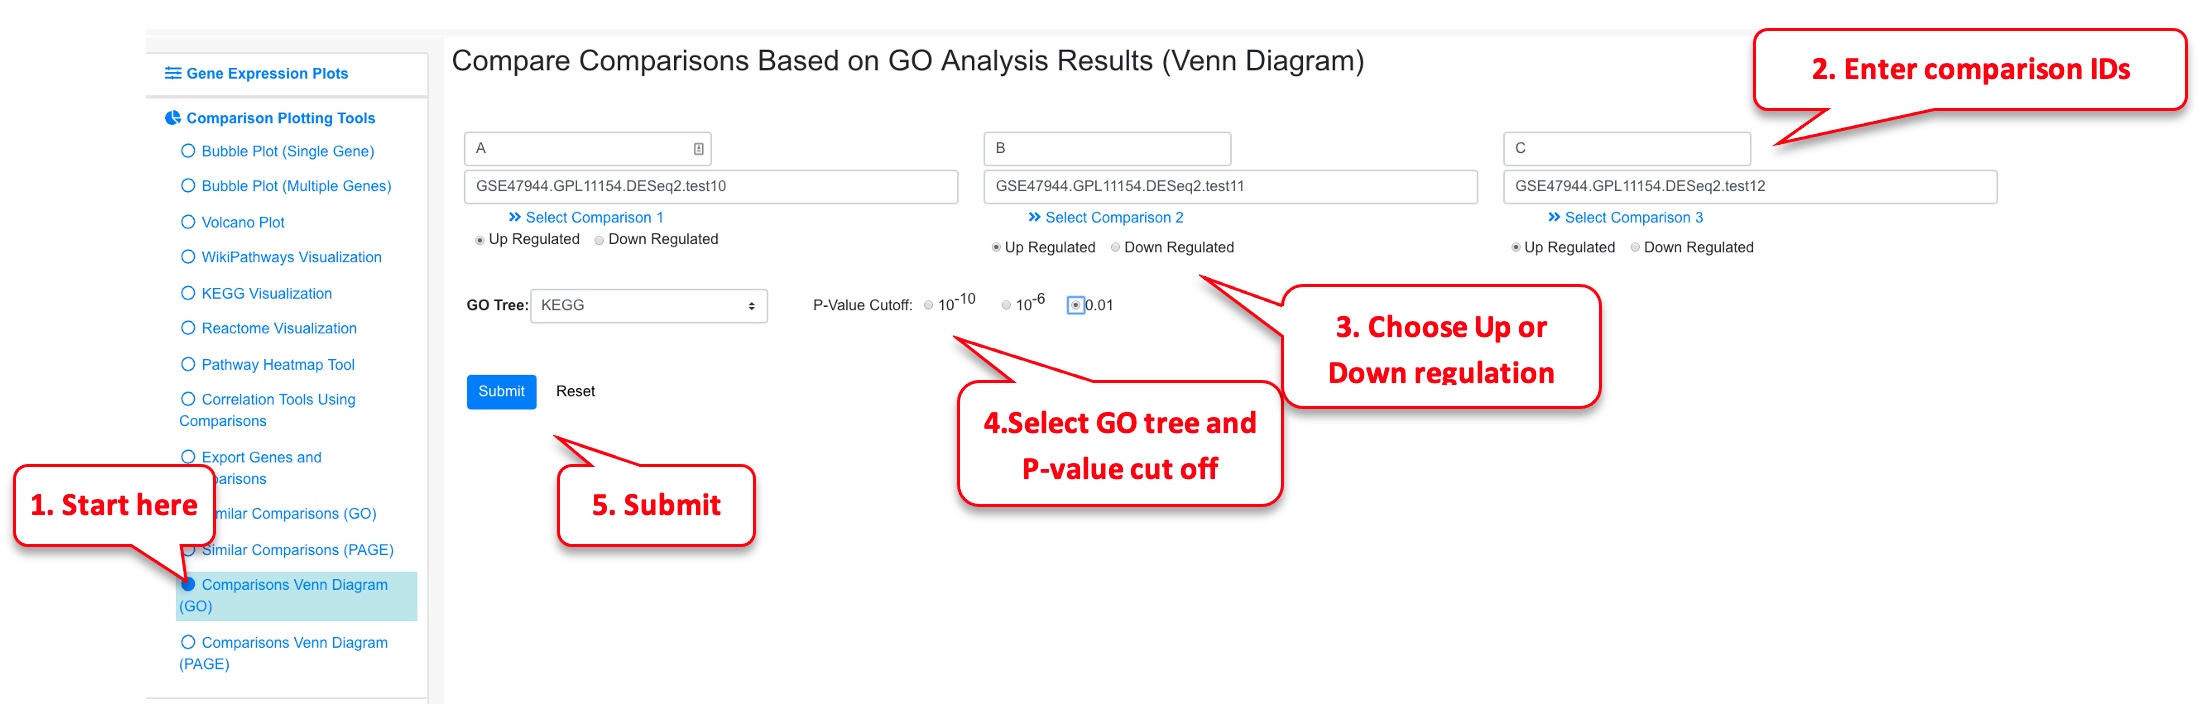 Gene Expression Plots
Comparison Plotting Tools
Bubble Plot (Single Gene)
Bubble Plot (Multiple Genes)
Volcano Plot
WikiPathways Visualization
KEGG Visualization
Reactome Visualization
Pathway Heatmap Tool
Correlation Tools Using
Comparisons
Export Genes and
parisons
milar Comparisons (GO)
Similar Comparisons (PAGE)
Comparisons Venn Diagram
(GO)
Comparisons Venn Diagram
(PAGE)
1. Start here
Compare Comparisons Based on GO Analysis Results (Venn Diagram)
2. Enter comparison IDs
A
B
C
GSE47944.GPL11154.DESeq2.test10
GSE47944.GPL11154.DESeq2.test11
GSE47944.GPL11154.DESeq2.test12
Select Comparison 1
Select Comparison 2
Select Comparison 3
Up Regulated Down Regulated
Up Regulated Down Regulated
Up Regulated Down Regulated
GO Tree: KEGG
P-Value Cutoff: 10-10 10-6 0.01
3. Choose Up or
Down regulation
Submit Reset
4.Select GO tree and
P-value cut off
5. Submit